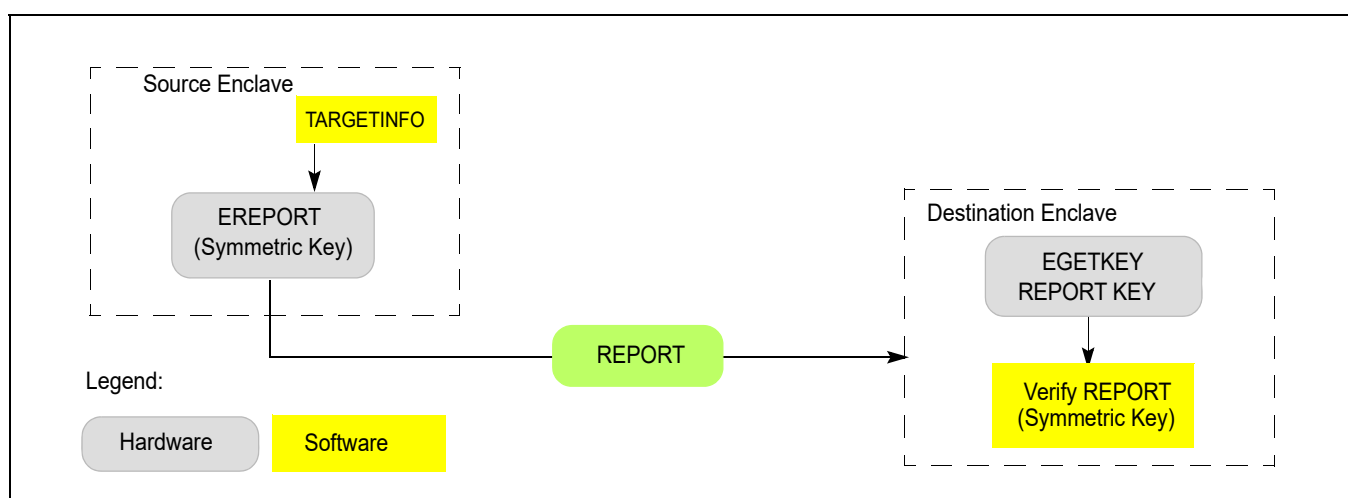 Source Enclave
TARGETINFO
EREPORT
(Symmetric Key)
Destination Enclave
EGETKEY
REPORT KEY
REPORT
Verify REPORT
(Symmetric Key)
Legend:
Hardware
Software